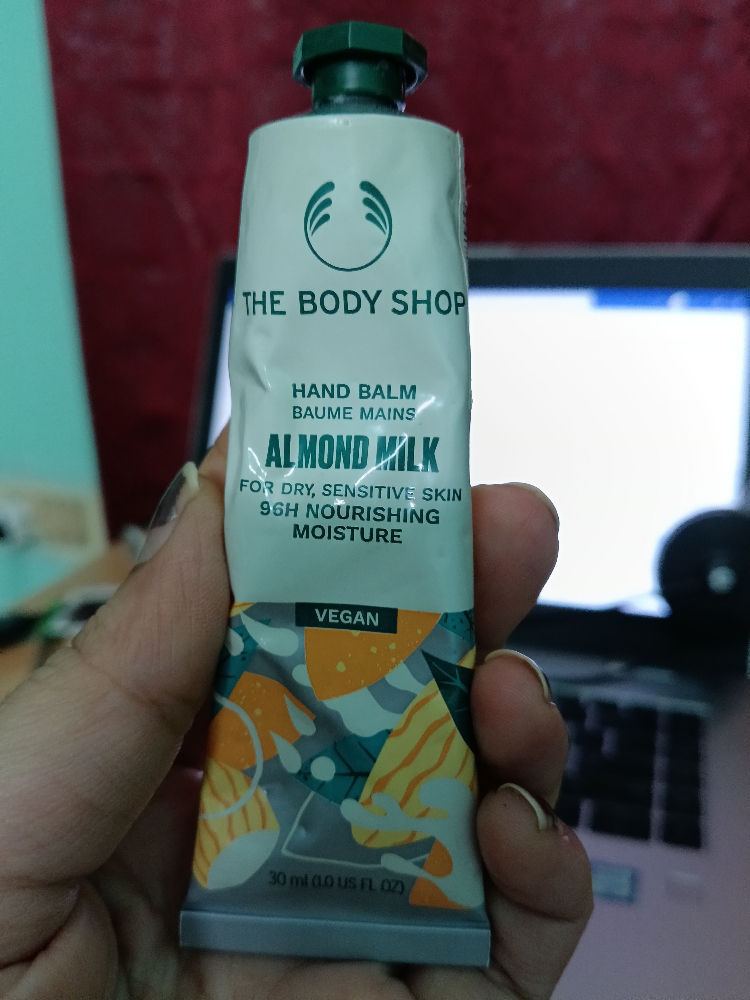 THE BODY SHOP
HAND BALM
BAUME MAINS
ALMOND MILK
FOR DRY, SENSITIVE SKIN
96H NOURISHING
MOISTURE
VEGAN
30 ml (1.0 US FL OZ)